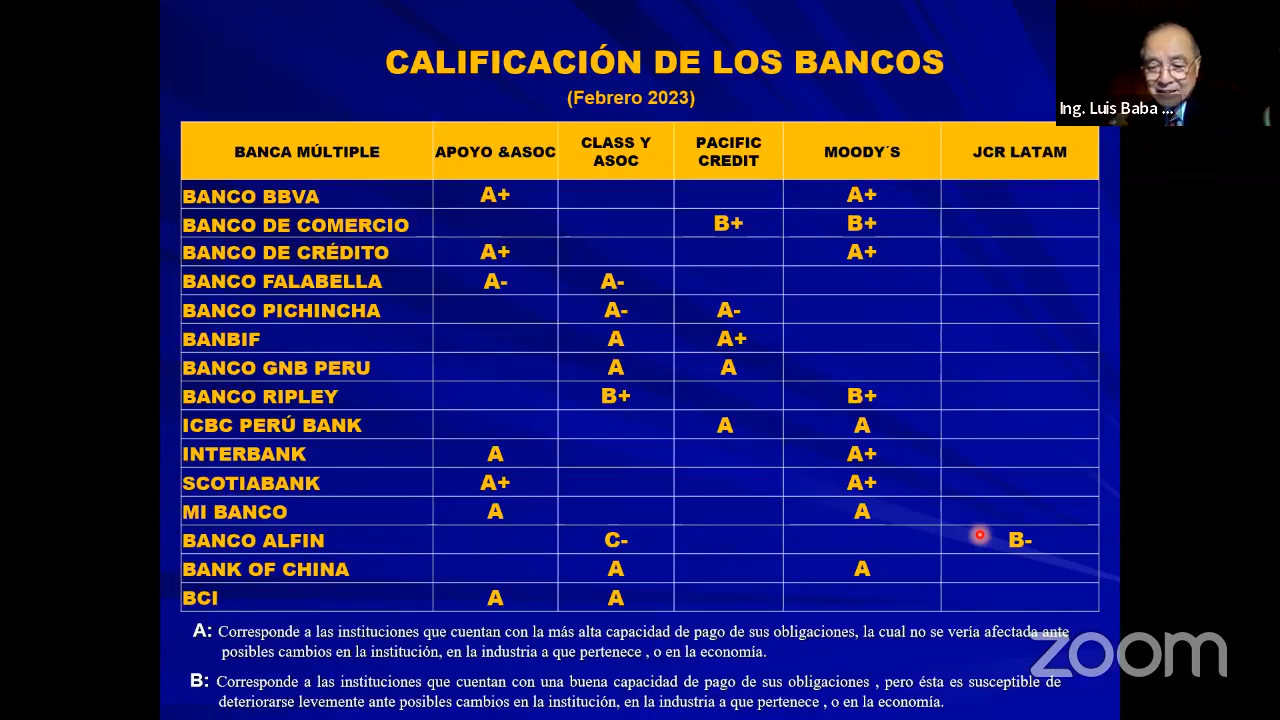 CALIFICACIÓN DE LOS BANCOS
(Febrero 2023)
Ing. Luis Baba ...
BANCA MÚLTIPLE APOYO &ASOC CLASS Y ASOC PACIFIC CREDIT MOODY´S JCR LATAM
BANCO BBVA A+ A+
BANCO DE COMERCIO B+ B+
BANCO DE CRÉDITO A+ A+
BANCO FALABELLA A- A-
BANCO PICHINCHA A- A-
BANBIF A A+
BANCO GNB PERU A A
BANCO RIPLEY B+ B+
ICBC PERÚ BANK A A
INTERBANK A A+
SCOTIABANK A+ A+
MI BANCO A A
BANCO ALFIN C- B-
BANK OF CHINA A A
BCI A A
A: Corresponde a las instituciones que cuentan con la más alta capacidad de pago de sus obligaciones, la cual no se vería afectada ante
posibles cambios en la institución, en la industria a que pertenece , o en la economía.
B: Corresponde a las instituciones que cuentan con una buena capacidad de pago de sus obligaciones , pero ésta es susceptible de
deteriorarse levemente ante posibles cambios en la institución, en la industria a que pertenece , o en la economía.
zoom